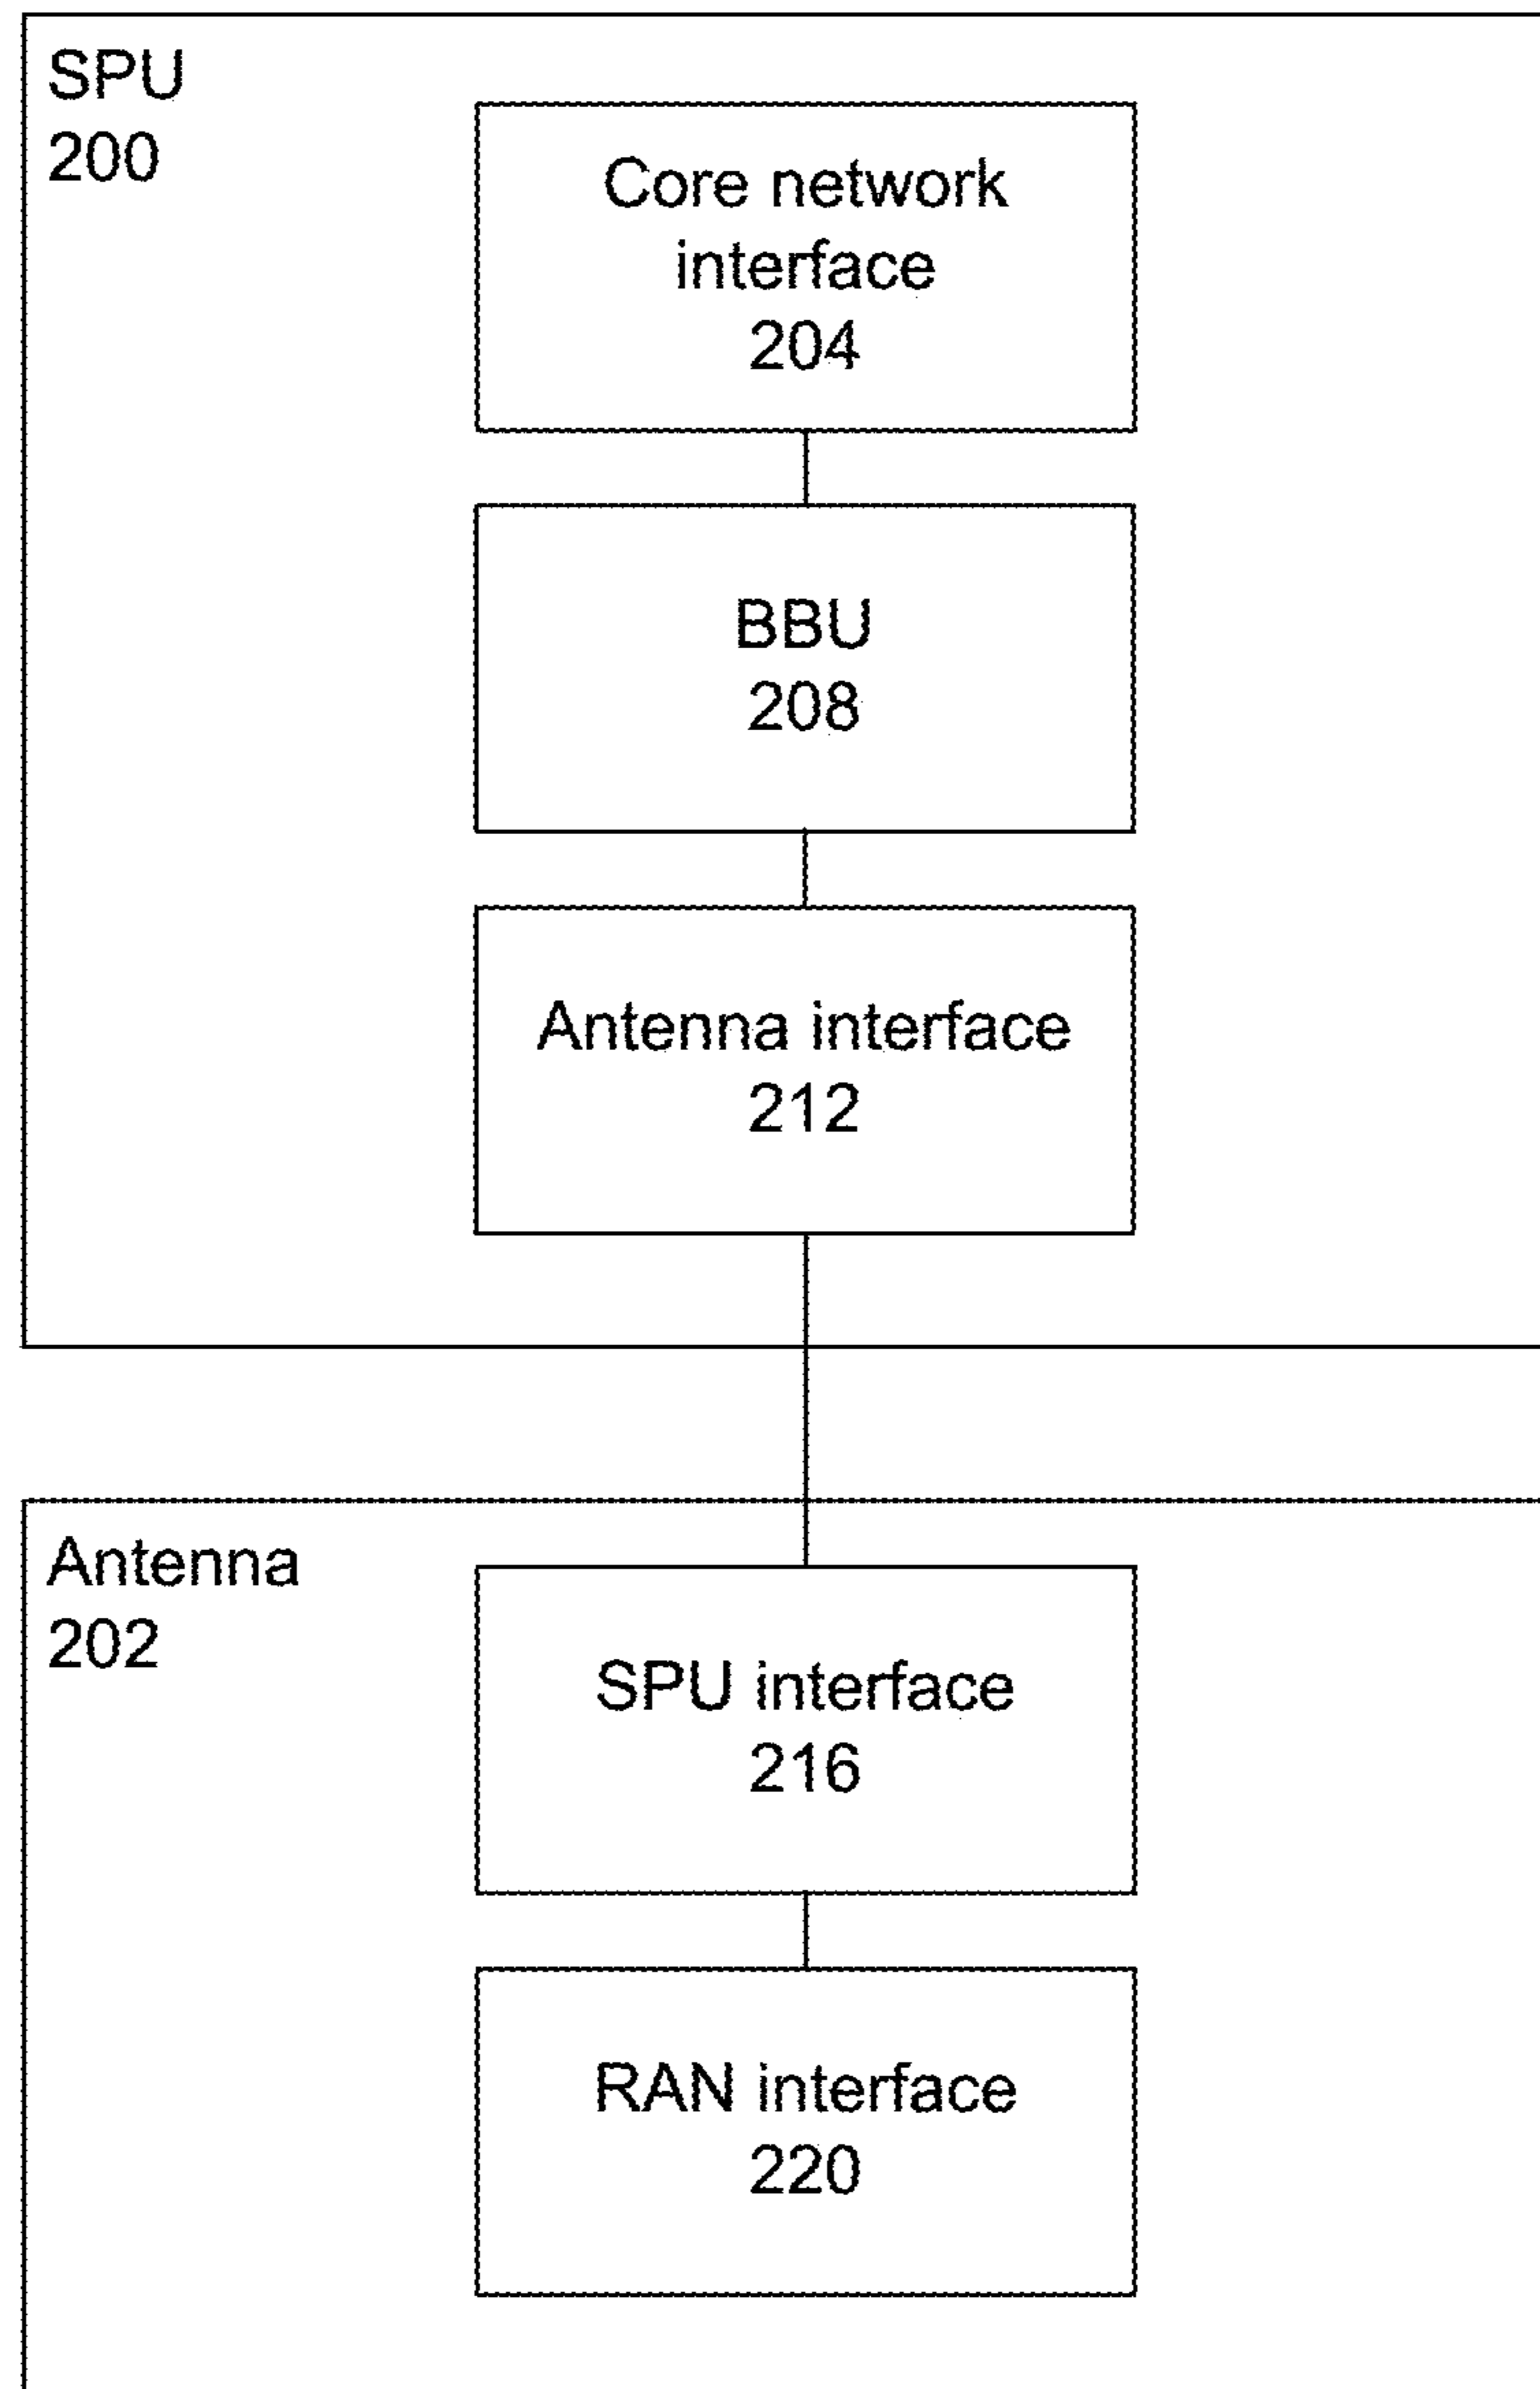 SPU
200
Core network
interface
204
BBU
208
Antenna interface
212
Antenna
202
SPU interface
216
RAN interface
220